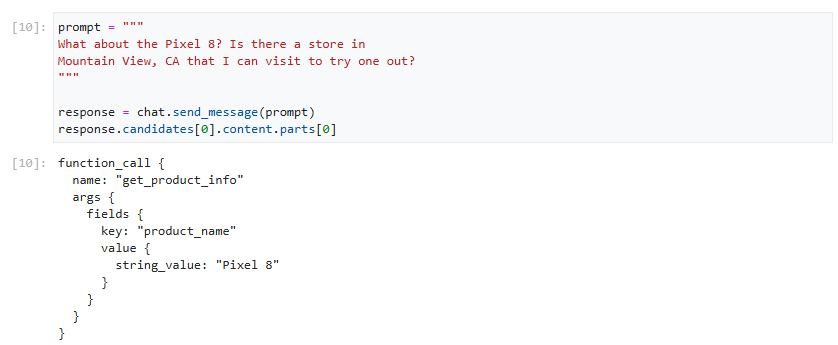 [10]: prompt = """
What about the Pixel 8? Is there a store in
Mountain View, CA that I can visit to try one out?
"""

response = chat.send_message(prompt)
response.candidates[0].content.parts[0]

[10]: function_call {
  name: "get_product_info"
  args {
    fields {
      key: "product_name"
      value {
        string_value: "Pixel 8"
      }
    }
  }
}